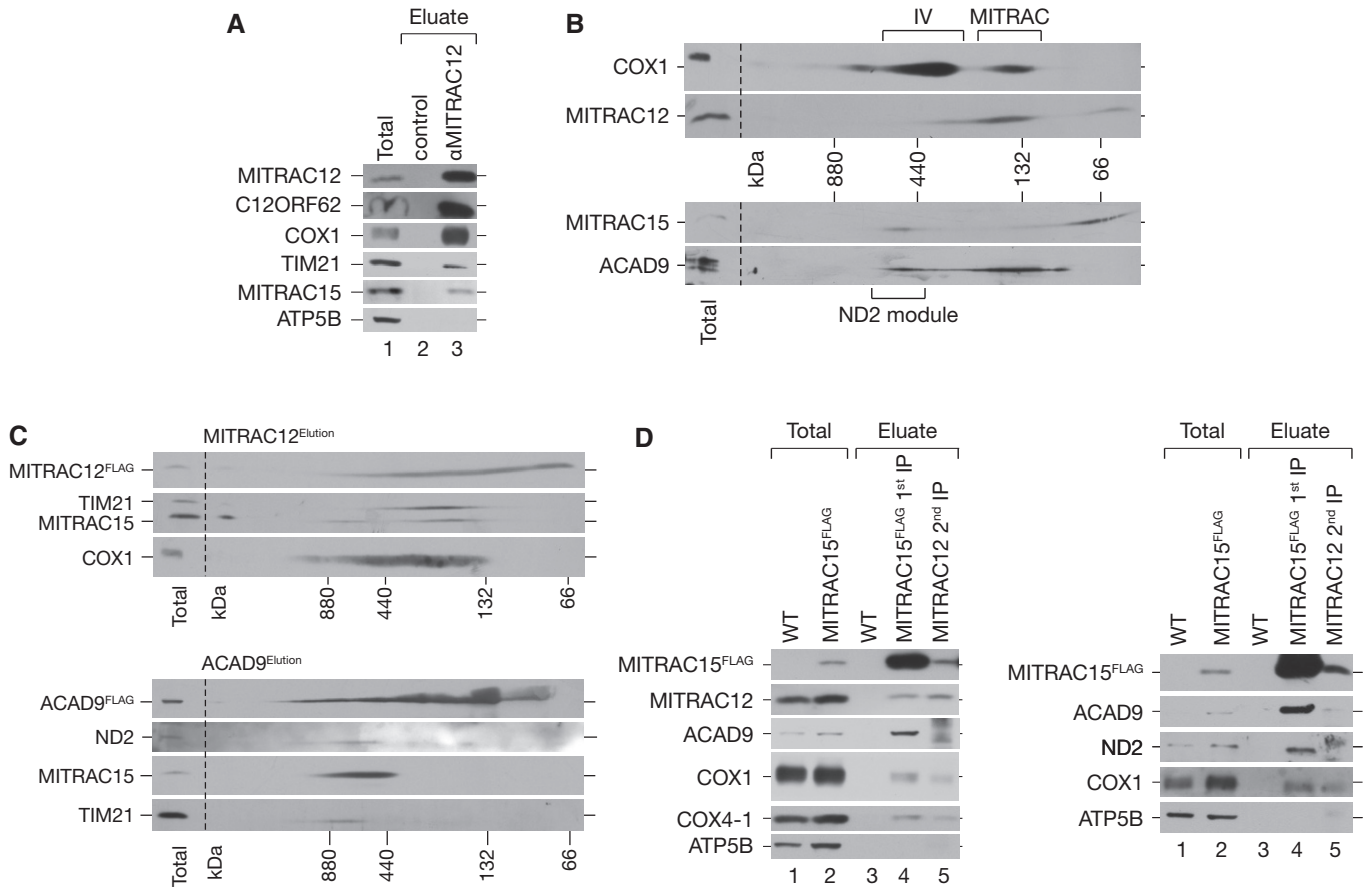 A
Eluate
Total
control
αMITRAC12
MITRAC12
C12ORF62
COX1
TIM21
MITRAC15
ATP5B
1 2 3
B
IV MITRAC
COX1
MITRAC12
kDa 880 440 132 66
MITRAC15
ACAD9
Total
ND2 module
C
MITRAC12Elution
MITRAC12FLAG
TIM21
MITRAC15
COX1
Total kDa 880 440 132 66
ACAD9Elution
ACAD9FLAG
ND2
MITRAC15
TIM21
Total kDa 880 440 132 66
D
Total Eluate
WT
MITRAC15FLAG
WT
MITRAC15FLAG 1st IP
MITRAC12 2nd IP
MITRAC15FLAG
MITRAC12
ACAD9
COX1
COX4-1
ATP5B
1 2 3 4 5
Total Eluate
WT
MITRAC15FLAG
WT
MITRAC15FLAG 1st IP
MITRAC12 2nd IP
MITRAC15FLAG
ACAD9
ND2
COX1
ATP5B
1 2 3 4 5